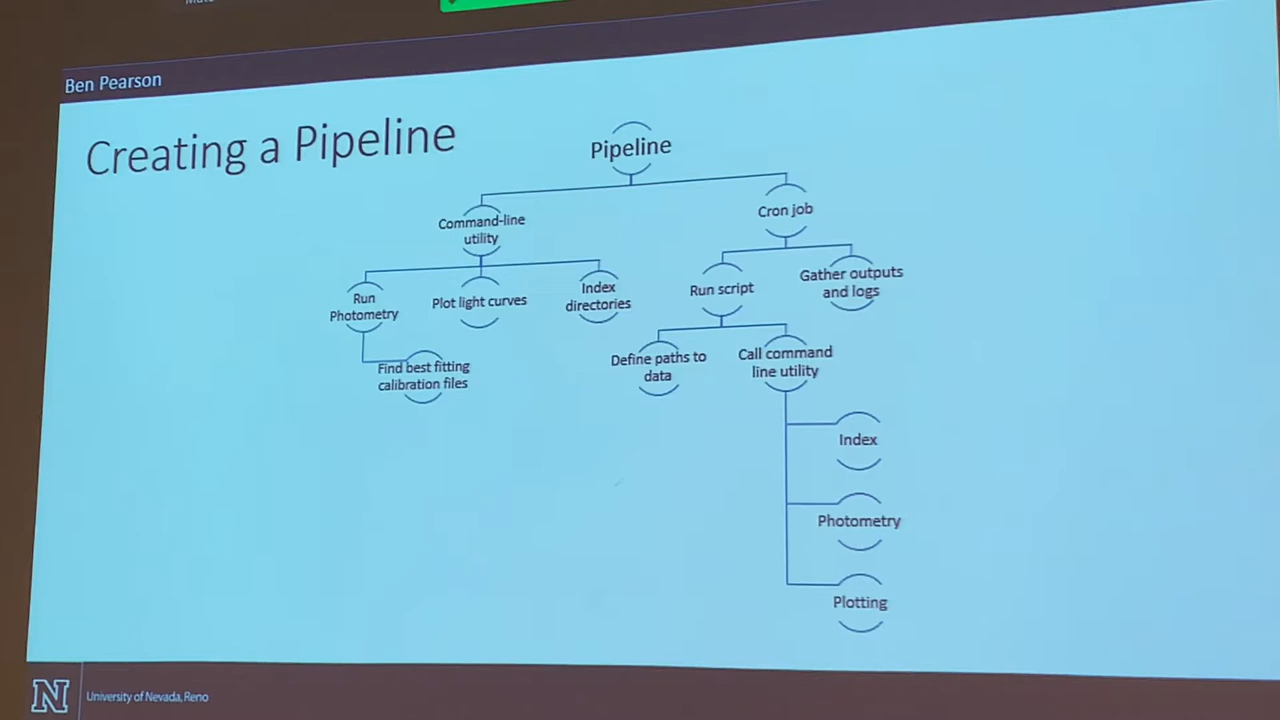 Ben Pearson
Creating a Pipeline
Pipeline
Command-line
utility
Cron job
Run
Photometry
Plot light curves
Index
directories
Run script
Gather outputs
and logs
Find best fitting
calibration files
Define paths to
data
Call command
line utility
Index
Photometry
Plotting
N
University of Nevada, Reno